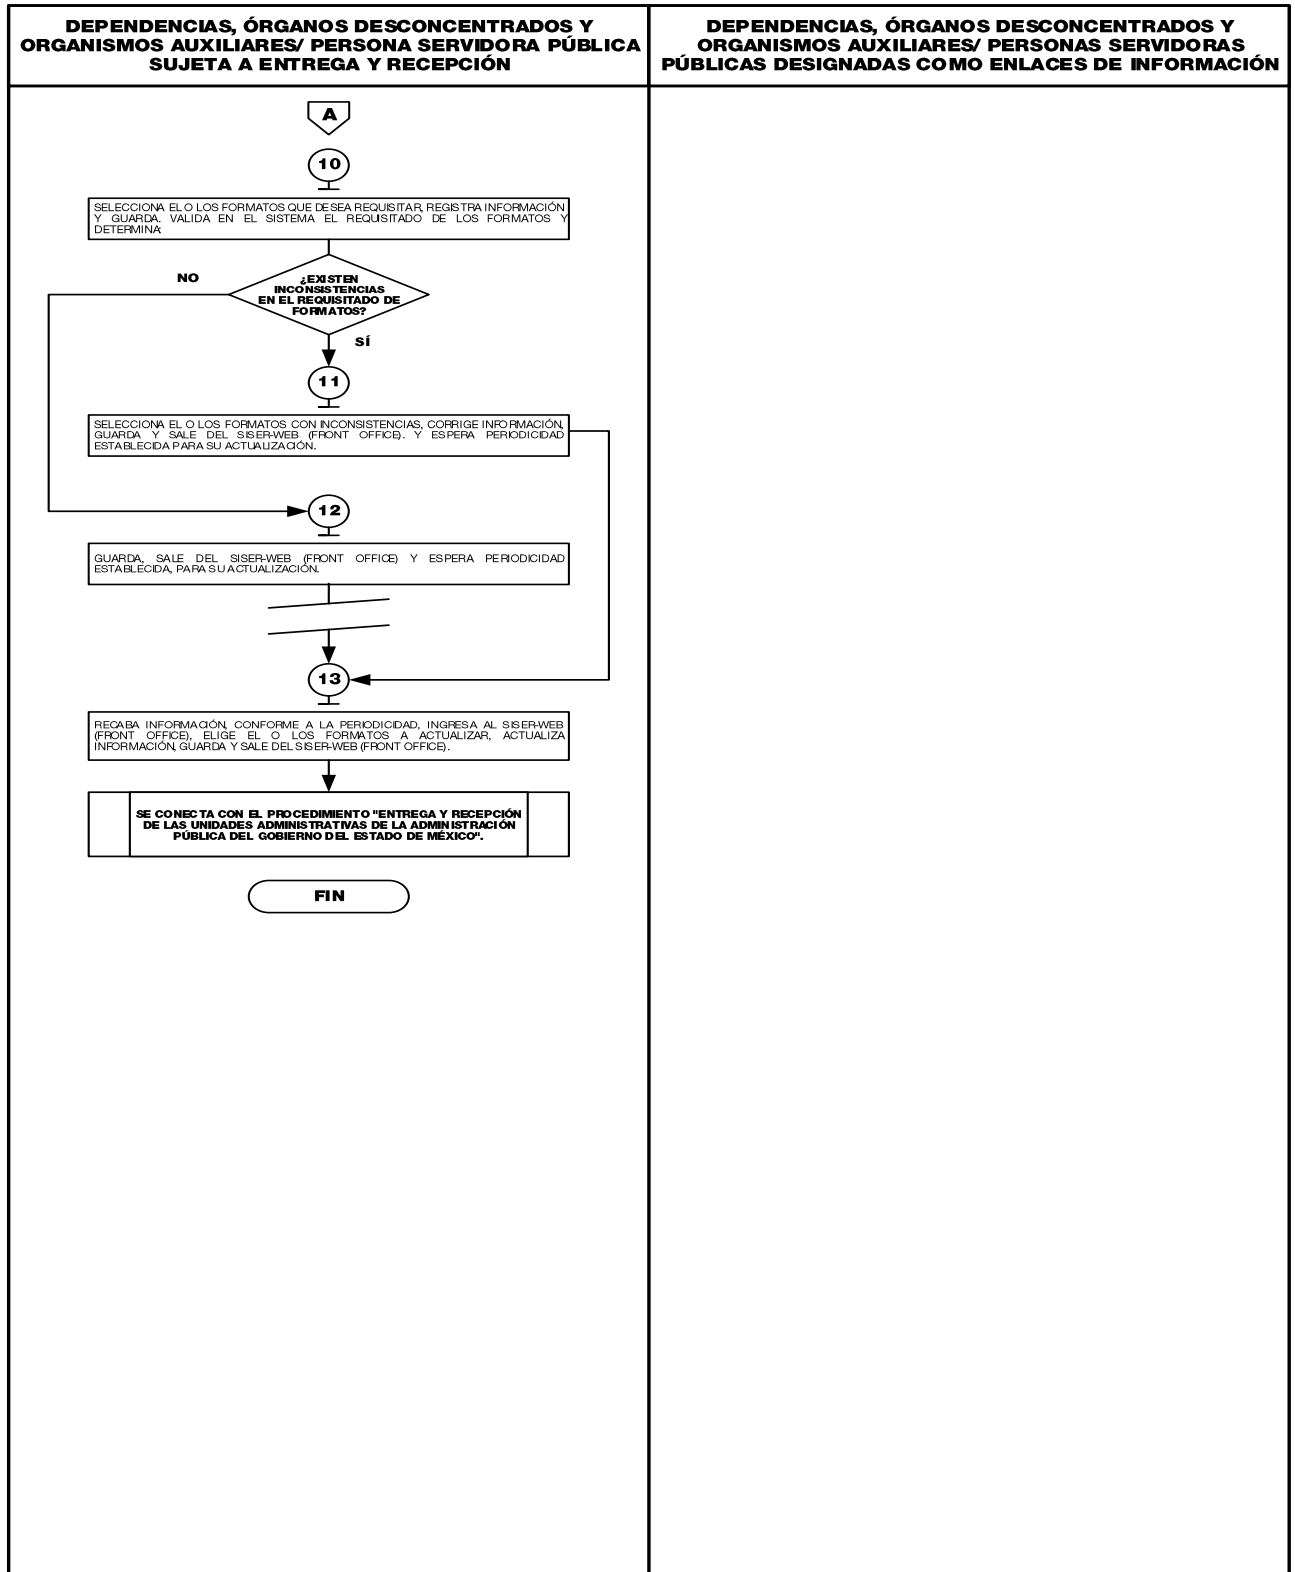 DEPENDENCIAS, ÓRGANOS DESCONCENTRADOS Y
ORGANISMOS AUXILIARES/ PERSONA SERVIDORA PÚBLICA
SUJETA A ENTREGA Y RECEPCIÓN
DEPENDENCIAS, ÓRGANOS DESCONCENTRADOS Y
ORGANISMOS AUXILIARES/ PERSONAS SERVIDORAS
PÚBLICAS DESIGNADAS COMO ENLACES DE INFORMACIÓN
A
10
SELECCIONA EL O LOS FORMATOS QUE DESEA REQUISITAR, REGISTRA INFORMACIÓN
Y GUARDA. VALIDA EN EL SISTEMA EL REQUISITADO DE LOS FORMATOS Y
DETERMINA:
NO
¿EXISTEN
INCONSISTENCIAS
EN EL REQUISITADO DE
FORMATOS?
SÍ
11
SELECCIONA EL O LOS FORMATOS CON INCONSISTENCIAS, CORRIGE INFORMACIÓN,
GUARDA Y SALE DEL SISER-WEB (FRONT OFFICE). Y ESPERA PERIODICIDAD
ESTABLECIDA PARA SU ACTUALIZACIÓN.
12
GUARDA, SALE DEL SISER-WEB (FRONT OFFICE) Y ESPERA PERIODICIDAD
ESTABLECIDA, PARA SU ACTUALIZACIÓN.
13
RECABA INFORMACIÓN, CONFORME A LA PERIODICIDAD, INGRESA AL SISER-WEB
(FRONT OFFICE), ELIGE EL O LOS FORMATOS A ACTUALIZAR, ACTUALIZA
INFORMACIÓN, GUARDA Y SALE DEL SISER-WEB (FRONT OFFICE).
SE CONECTA CON EL PROCEDIMIENTO "ENTREGA Y RECEPCIÓN
DE LAS UNIDADES ADMINISTRATIVAS DE LA ADMINISTRACIÓN
PÚBLICA DEL GOBIERNO DEL ESTADO DE MÉXICO".
FIN